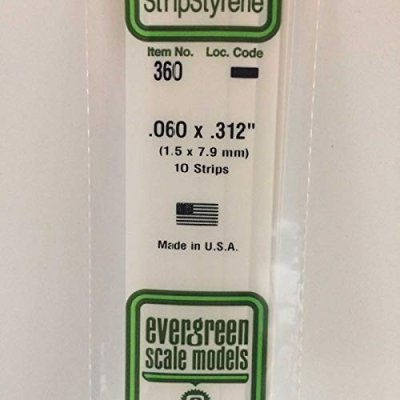 StripStyrene
Item No. Loc. Code
360
.060 x .312"
(1.5 x 7.9 mm)
10 Strips
Made in U.S.A.
evergreen
scale models